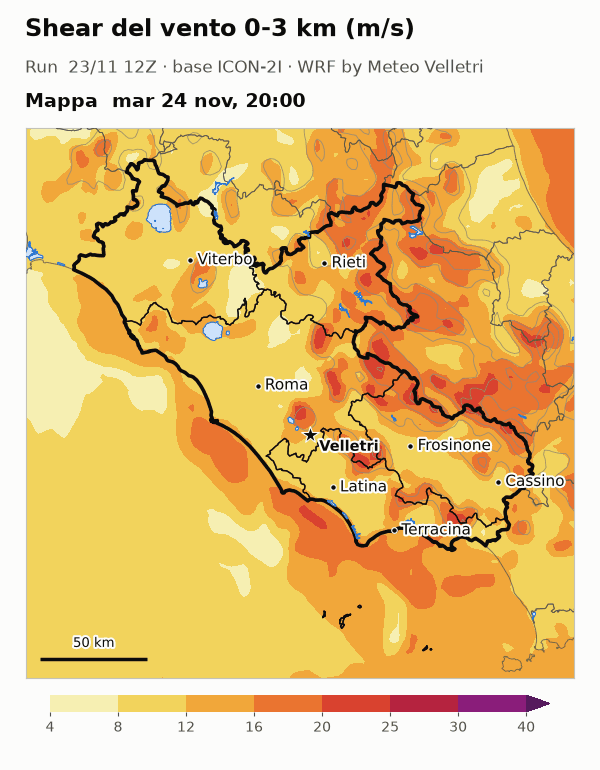 Shear del vento 0-3 km (m/s)
Run  23/11 12Z · base ICON-2I · WRF by Meteo Velletri
Mappa  mar 24 nov, 20:00
Viterbo
Rieti
Roma
Velletri
Frosinone
Cassino
Latina
Terracina
50 km
4 8 12 16 20 25 30 40